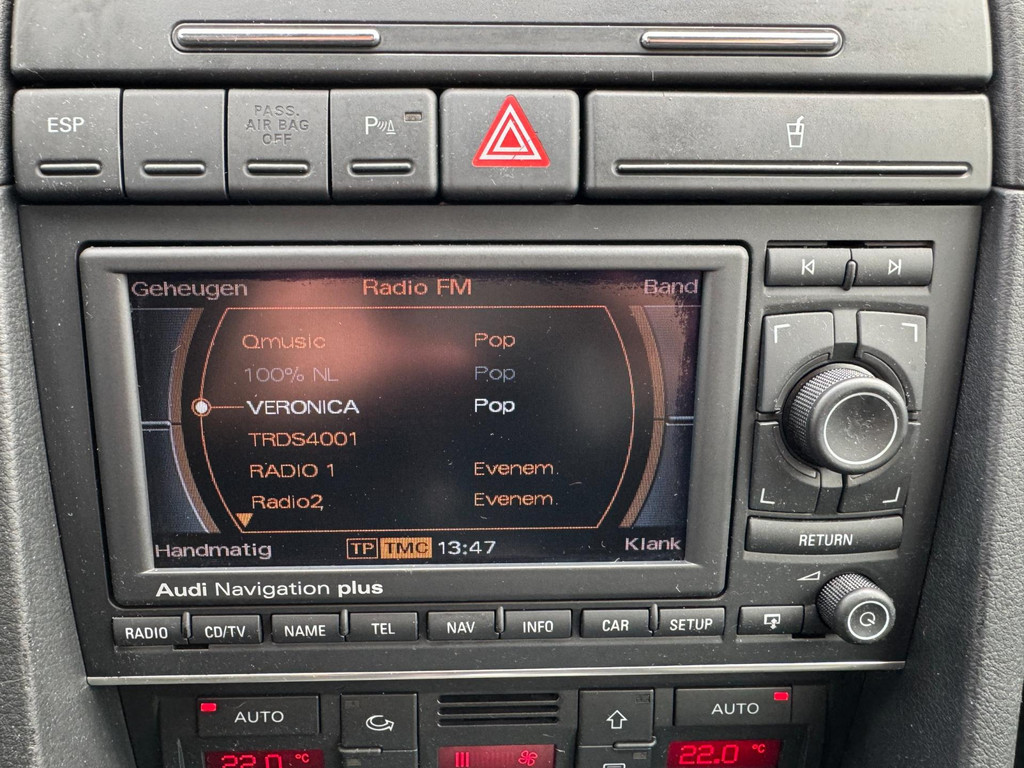 ESP
PASS.
AIR BAG
OFF
P
Geheugen Radio FM Band
Qmusic Pop
100% NL Pop
VERONICA Pop
TRDS4001
RADIO 1 Evenem.
Radio2 Evenem.
Handmatig TP TMC 13:47 Klank
RETURN
Audi Navigation plus
RADIO CD/TV NAME TEL NAV INFO CAR SETUP
AUTO AUTO
22.0 °C 22.0 °C